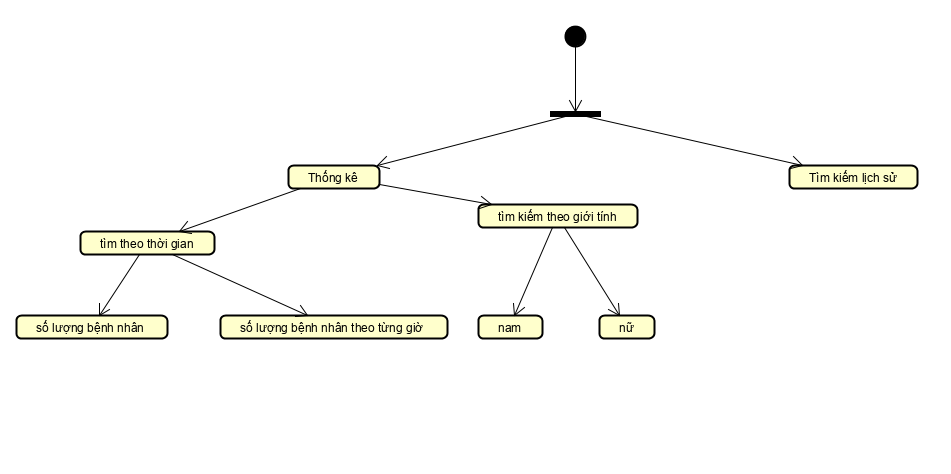 Thống kê
Tìm kiếm lịch sử
tìm kiếm theo giới tính
tìm theo thời gian
số lượng bệnh nhân
số lượng bệnh nhân theo từng giờ
nam
nữ